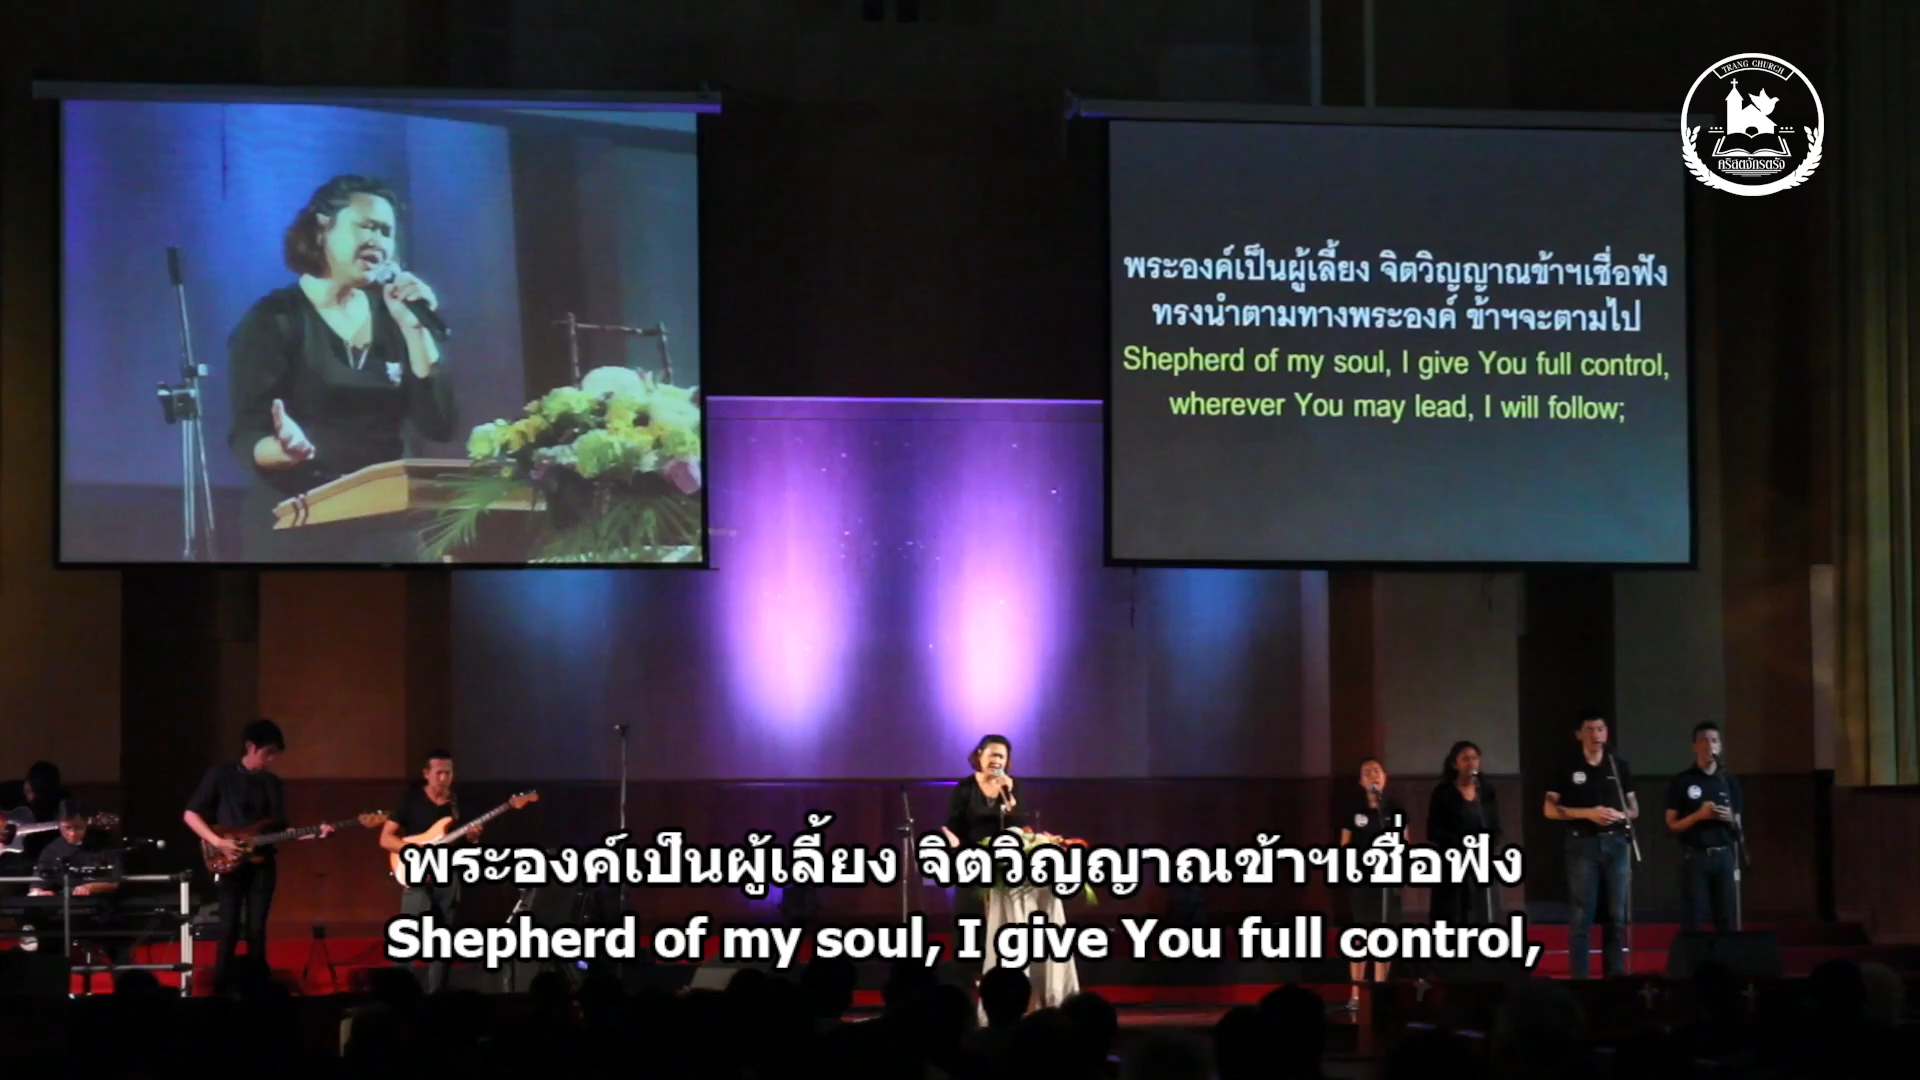 TRANG CHURCH
คริสตจักรตรัง
พระองค์เป็นผู้เลี้ยง จิตวิญญาณข้าฯเชื่อฟัง
ทรงนำตามทางพระองค์ ข้าฯจะตามไป
Shepherd of my soul, I give You full control,
wherever You may lead, I will follow;
พระองค์เป็นผู้เลี้ยง จิตวิญญาณข้าฯเชื่อฟัง
Shepherd of my soul, I give You full control,